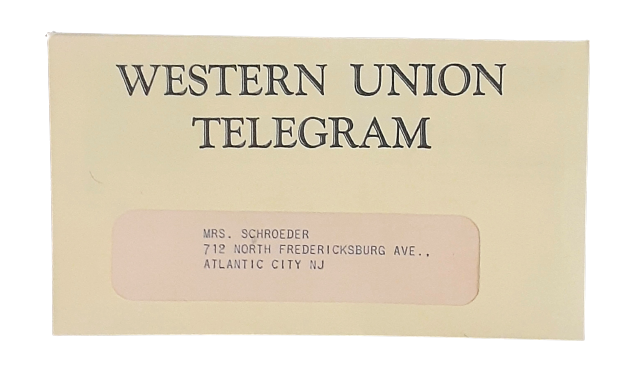 WESTERN UNION
TELEGRAM
MRS. SCHROEDER
712 NORTH FREDERICKSBURG AVE.,
ATLANTIC CITY NJ